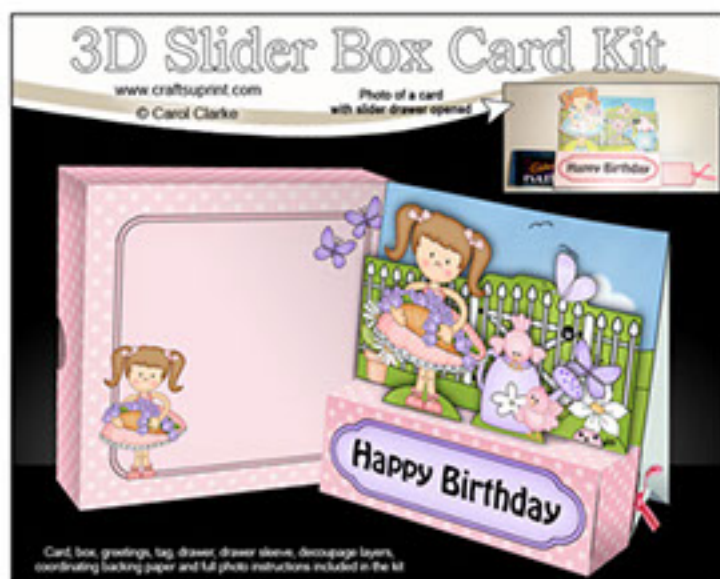 3D Slider Box Card Kit
www.craftsuprint.com
© Carol Clarke
Photo of a card
with slider drawer opened
Happy Birthday
Happy Birthday
Card, box, greetings, tag, drawer, drawer sleeve, decoupage layers,
coordinating backing paper and full photo instructions included in the kit